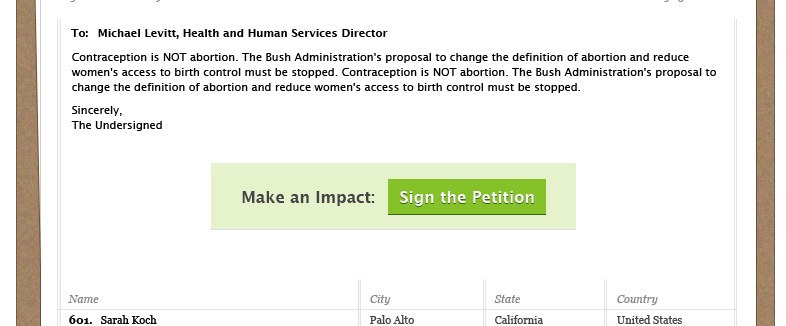 To: Michael Levitt, Health and Human Services Director
Contraception is NOT abortion. The Bush Administration's proposal to change the definition of abortion and reduce
women's access to birth control must be stopped. Contraception is NOT abortion. The Bush Administration's proposal to
change the definition of abortion and reduce women's access to birth control must be stopped.
Sincerely,
The Undersigned
Make an Impact: Sign the Petition
Name City State Country
601. Sarah Koch Palo Alto California United States